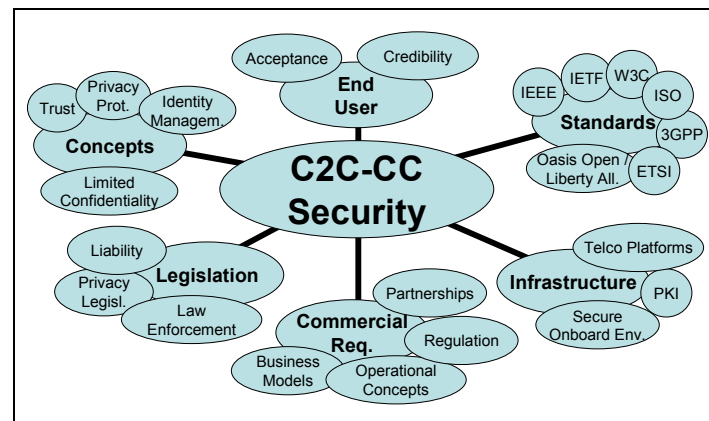 Acceptance
Credibility
End
User
Trust
Privacy
Prot.
Identity
Managem.
Concepts
Limited
Confidentiality
IEEE
IETF
W3C
ISO
3GPP
ETSI
Standards
Oasis Open /
Liberty All.
C2C-CC
Security
Liability
Privacy
Legisl.
Legislation
Law
Enforcement
Telco Platforms
Infrastructure
PKI
Secure
Onboard Env.
Partnerships
Commercial
Req.
Regulation
Business
Models
Operational
Concepts